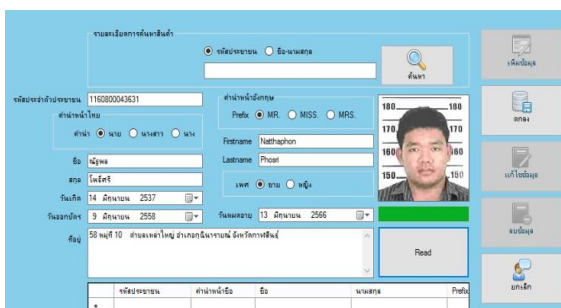 รายละเอียดการค้นหาสินค้า
รหัสประชาชน ชื่อ-นามสกุล
ค้นหา
เพิ่มข้อมูล
รหัสประจำตัวประชาชน 1160800043631
คำนำหน้าไทย
คำนำ นาย นางสาว นาง
คำนำหน้าอังกฤษ
Prefix MR. MISS. MRS.
180 180
170 170
160 160
150 150
ตกลง
Firstname Natthaphon
Lastname Phosri
ชื่อ ณัฐพล
สกุล โพธิ์ศรี
เพศ ชาย หญิง
แก้ไขข้อมูล
วันเกิด 14 มิถุนายน 2537
วันออกบัตร 9 มิถุนายน 2558
วันหมดอายุ 13 มิถุนายน 2566
ลบข้อมูล
ที่อยู่ 58 หมู่ที่ 10 ตำบลเหล่าใหญ่ อำเภอกุฉินารายณ์ จังหวัดกาฬสินธุ์
Read
ยกเลิก
รหัสประชาชน คำนำหน้าชื่อ ชื่อ นามสกุล Prefix